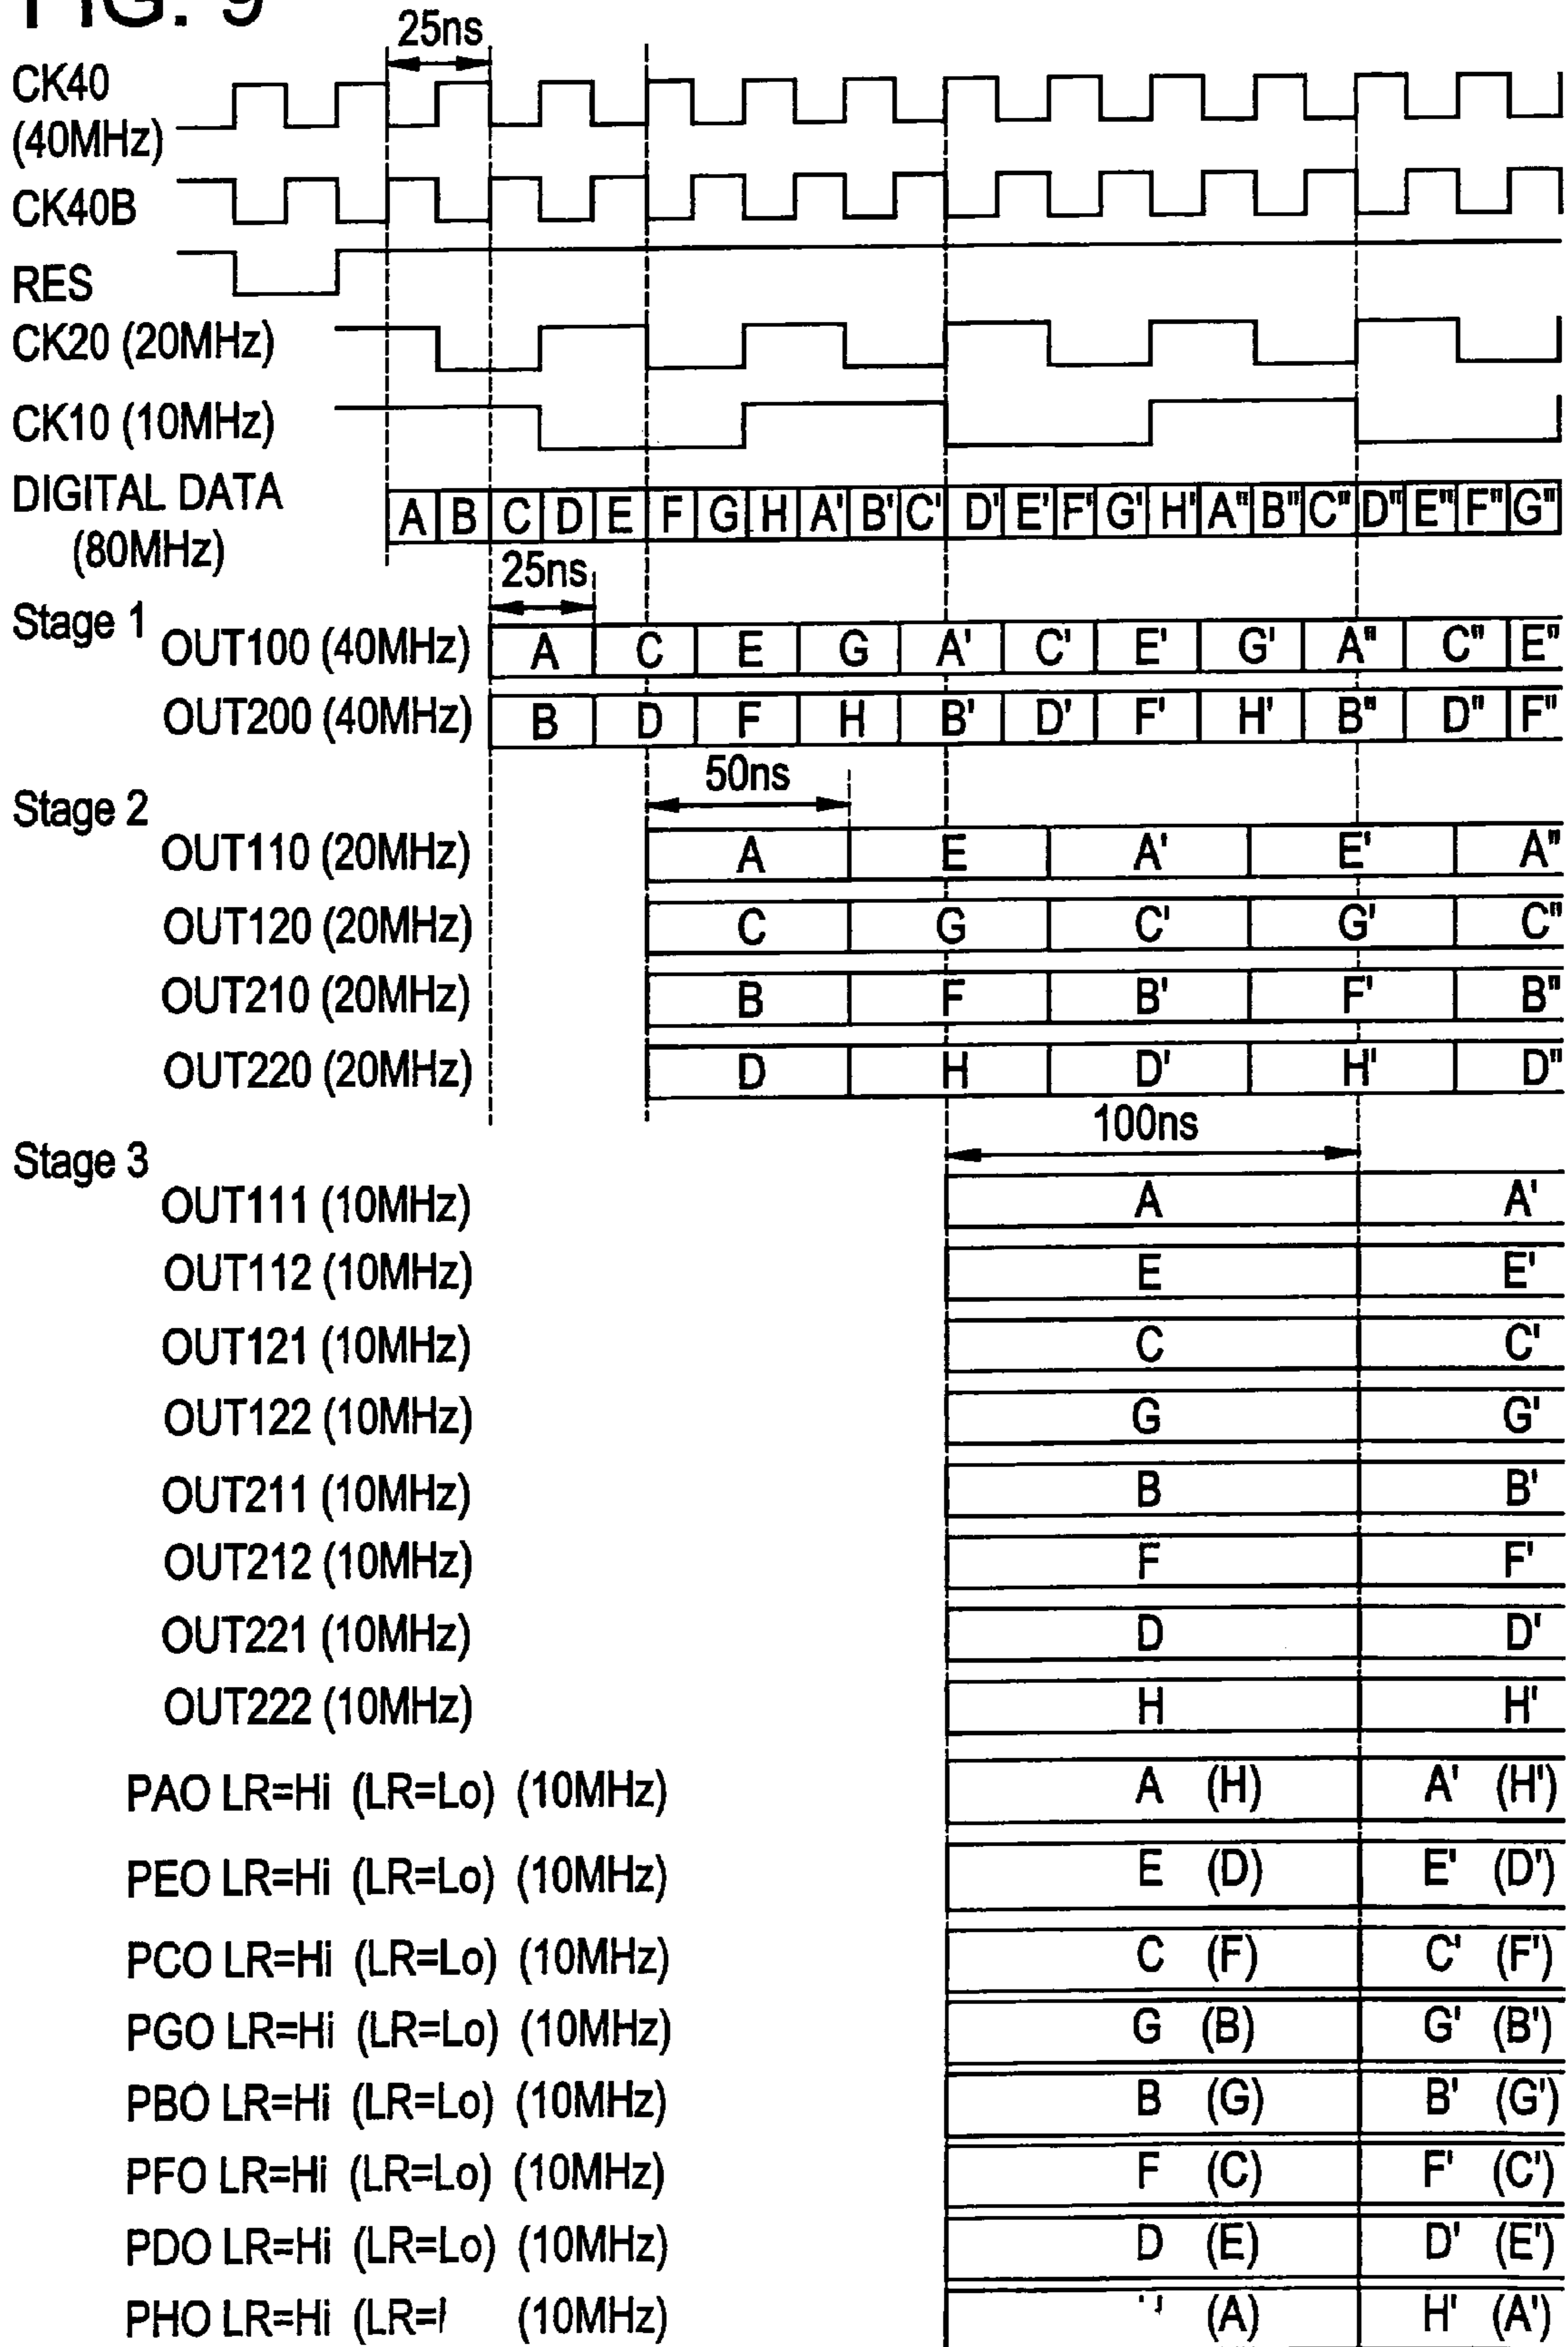 FIG. 9
25ns
CK40
(40MHz)
CK40B
RES
CK20 (20MHz)
CK10 (10MHz)
DIGITAL DATA
(80MHz)
A B C D E F G H A' B' C' D' E' F' G' H' A" B" C" D" E" F" G"
25ns
Stage 1
OUT100 (40MHz) A C E G A' C' E' G' A" C" E"
OUT200 (40MHz) B D F H B' D' F' H' B" D" F"
50ns
Stage 2
OUT110 (20MHz) A E A' E' A"
OUT120 (20MHz) C G C' G' C"
OUT210 (20MHz) B F B' F' B"
OUT220 (20MHz) D H D' H' D"
100ns
Stage 3
OUT111 (10MHz) A A'
OUT112 (10MHz) E E'
OUT121 (10MHz) C C'
OUT122 (10MHz) G G'
OUT211 (10MHz) B B'
OUT212 (10MHz) F F'
OUT221 (10MHz) D D'
OUT222 (10MHz) H H'
PAO LR=Hi (LR=Lo) (10MHz) A (H) A' (H')
PEO LR=Hi (LR=Lo) (10MHz) E (D) E' (D')
PCO LR=Hi (LR=Lo) (10MHz) C (F) C' (F')
PGO LR=Hi (LR=Lo) (10MHz) G (B) G' (B')
PBO LR=Hi (LR=Lo) (10MHz) B (G) B' (G')
PFO LR=Hi (LR=Lo) (10MHz) F (C) F' (C')
PDO LR=Hi (LR=Lo) (10MHz) D (E) D' (E')
PHO LR=Hi (10MHz) (A) H' (A')